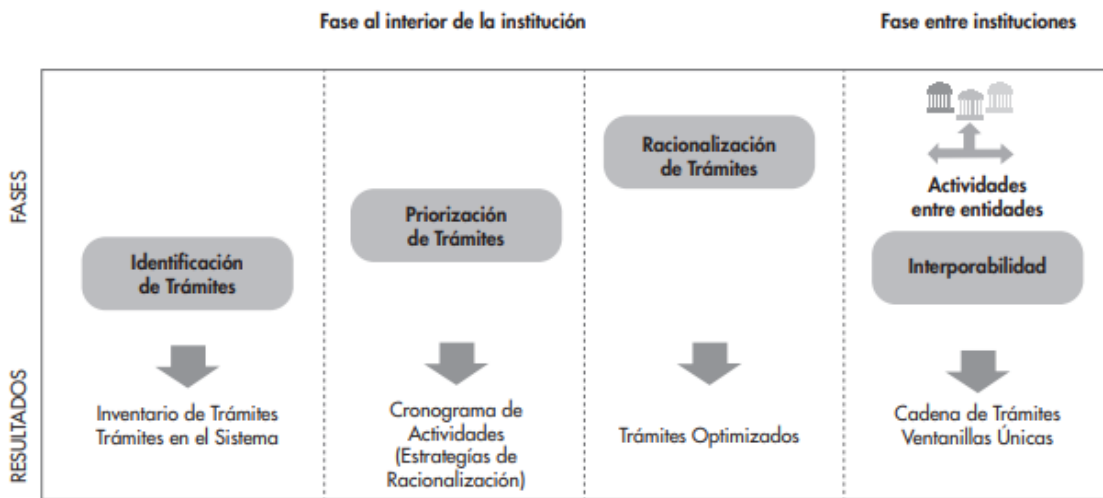 Fase al interior de la institución
Fase entre instituciones
FASES
Identificación
de Trámites
Priorización
de Trámites
Racionalización
de Trámites
Actividades
entre entidades
Interporabilidad
RESULTADOS
Inventario de Trámites
Trámites en el Sistema
Cronograma de
Actividades
(Estrategías de
Racionalización)
Trámites Optimizados
Cadena de Trámites
Ventanillas Únicas